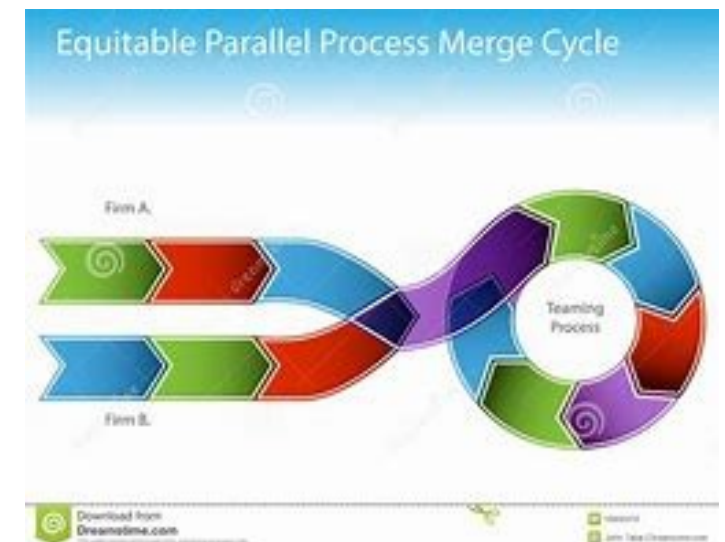 Equitable Parallel Process Merge Cycle
Firm A.
Teaming
Process
Firm B.
Download from
Dreamstime.com